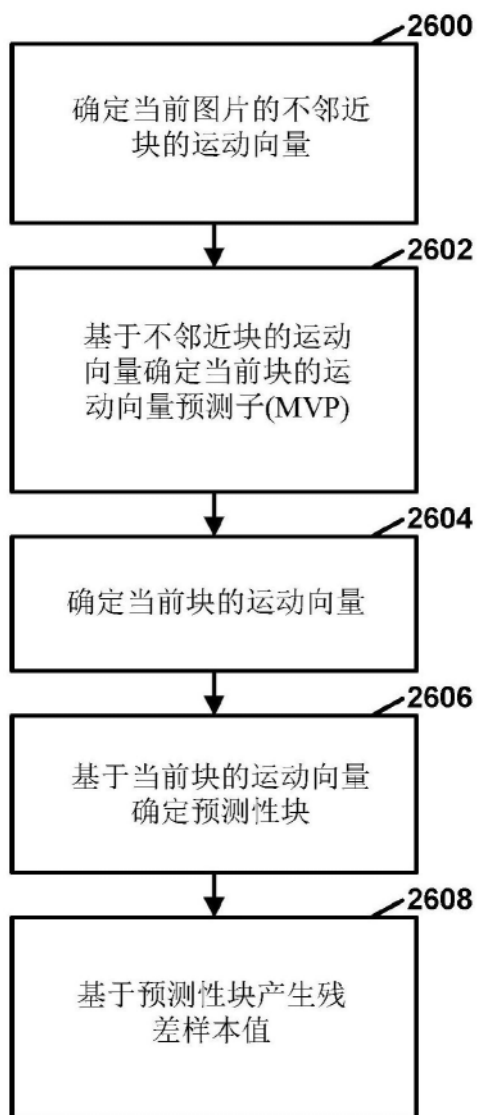 2600
确定当前图片的不邻近
块的运动向量
2602
基于不邻近块的运动
向量确定当前块的运
动向量预测子(MVP)
2604
确定当前块的运动向量
2606
基于当前块的运动向量
确定预测性块
2608
基于预测性块产生残
差样本值